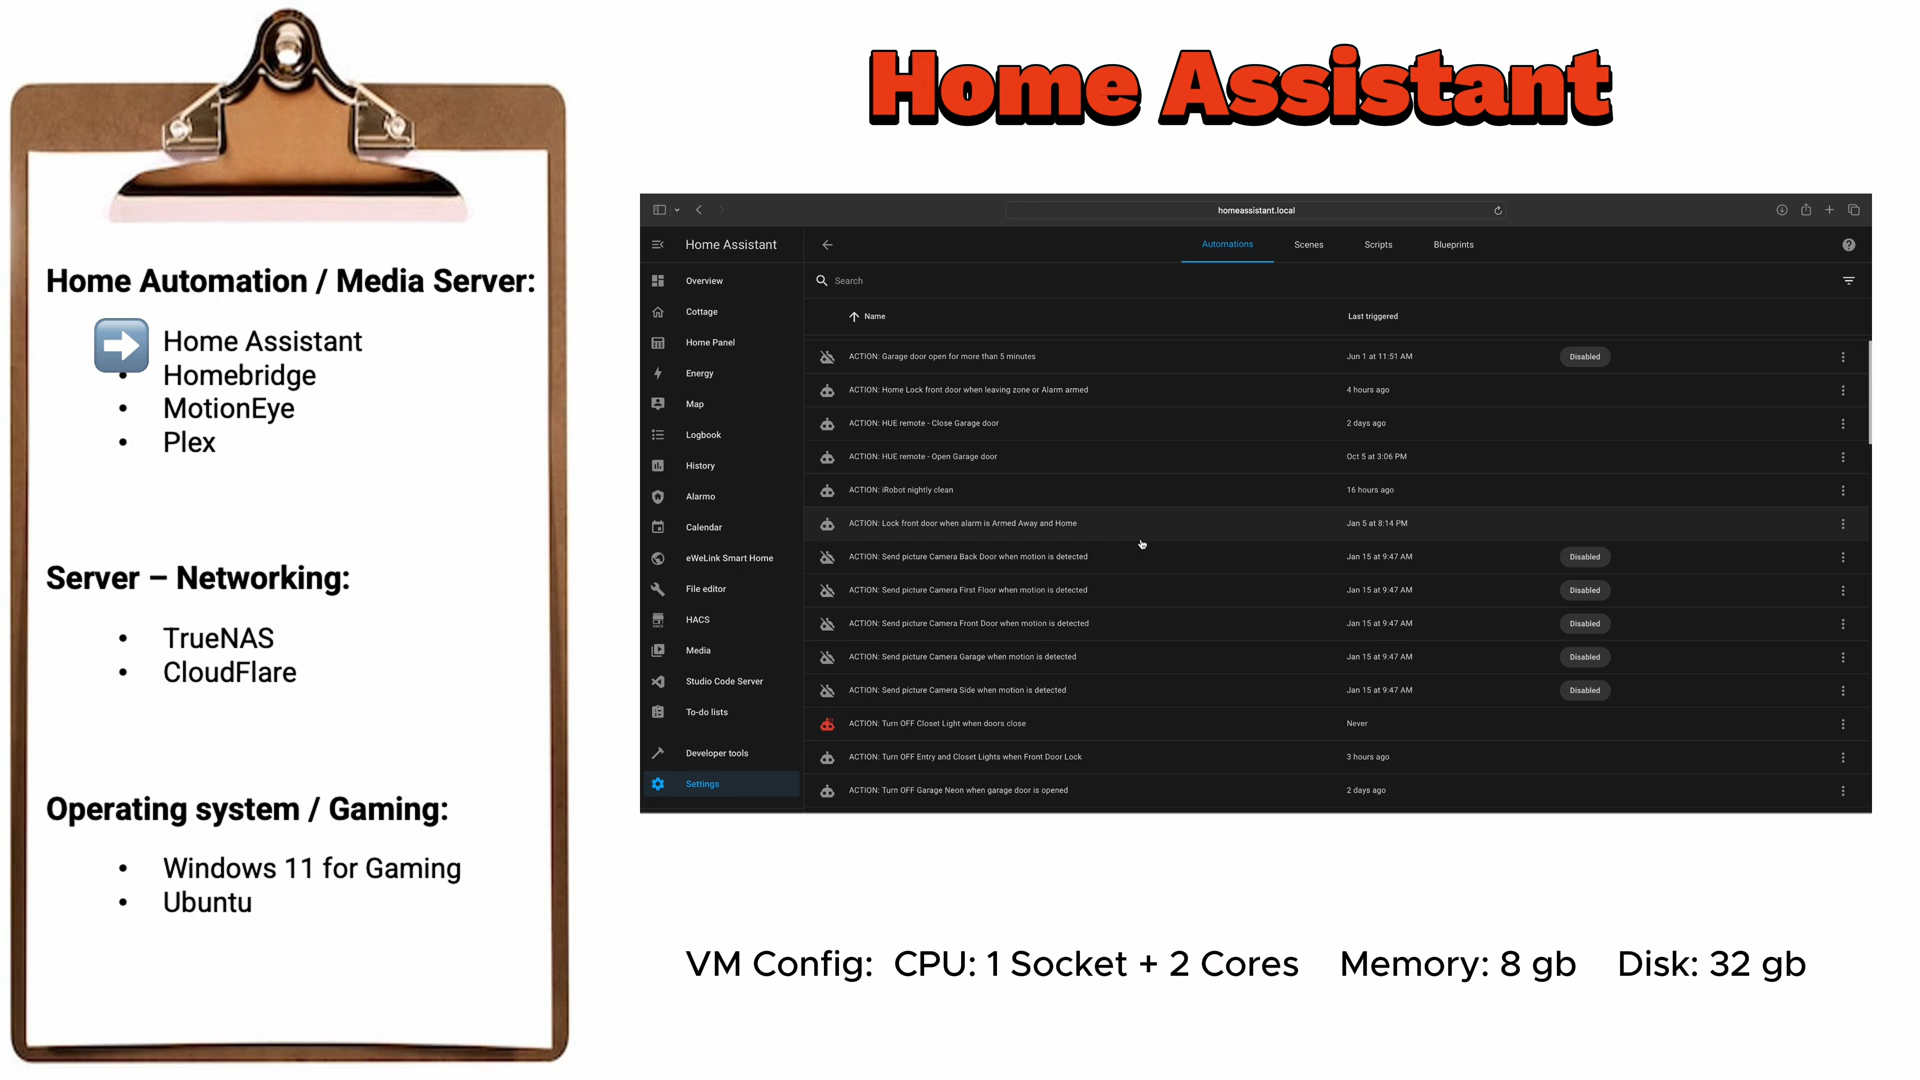 Home Automation / Media Server:
Home Assistant
Homebridge
MotionEye
Plex
Server – Networking:
TrueNAS
CloudFlare
Operating system / Gaming:
Windows 11 for Gaming
Ubuntu
Home Assistant
homeassistant.local
Home Assistant
Automations
Scenes
Scripts
Blueprints
Overview
Cottage
Home Panel
Energy
Map
Logbook
History
Alarmo
Calendar
eWeLink Smart Home
File editor
HACS
Media
Studio Code Server
To-do lists
Developer tools
Settings
Search
Name Last triggered
ACTION: Garage door open for more than 5 minutes Jun 1 at 11:51 AM Disabled
ACTION: Home Lock front door when leaving zone or Alarm armed 4 hours ago
ACTION: HUE remote - Close Garage door 2 days ago
ACTION: HUE remote - Open Garage door Oct 5 at 3:06 PM
ACTION: iRobot nightly clean 16 hours ago
ACTION: Lock front door when alarm is Armed Away and Home Jan 5 at 8:14 PM
ACTION: Send picture Camera Back Door when motion is detected Jan 15 at 9:47 AM Disabled
ACTION: Send picture Camera First Floor when motion is detected Jan 15 at 9:47 AM Disabled
ACTION: Send picture Camera Front Door when motion is detected Jan 15 at 9:47 AM Disabled
ACTION: Send picture Camera Garage when motion is detected Jan 15 at 9:47 AM Disabled
ACTION: Send picture Camera Side when motion is detected Jan 15 at 9:47 AM Disabled
ACTION: Turn OFF Closet Light when doors close Never
ACTION: Turn OFF Entry and Closet Lights when Front Door Lock 3 hours ago
ACTION: Turn OFF Garage Neon when garage door is opened 2 days ago
VM Config: CPU: 1 Socket + 2 Cores Memory: 8 gb Disk: 32 gb